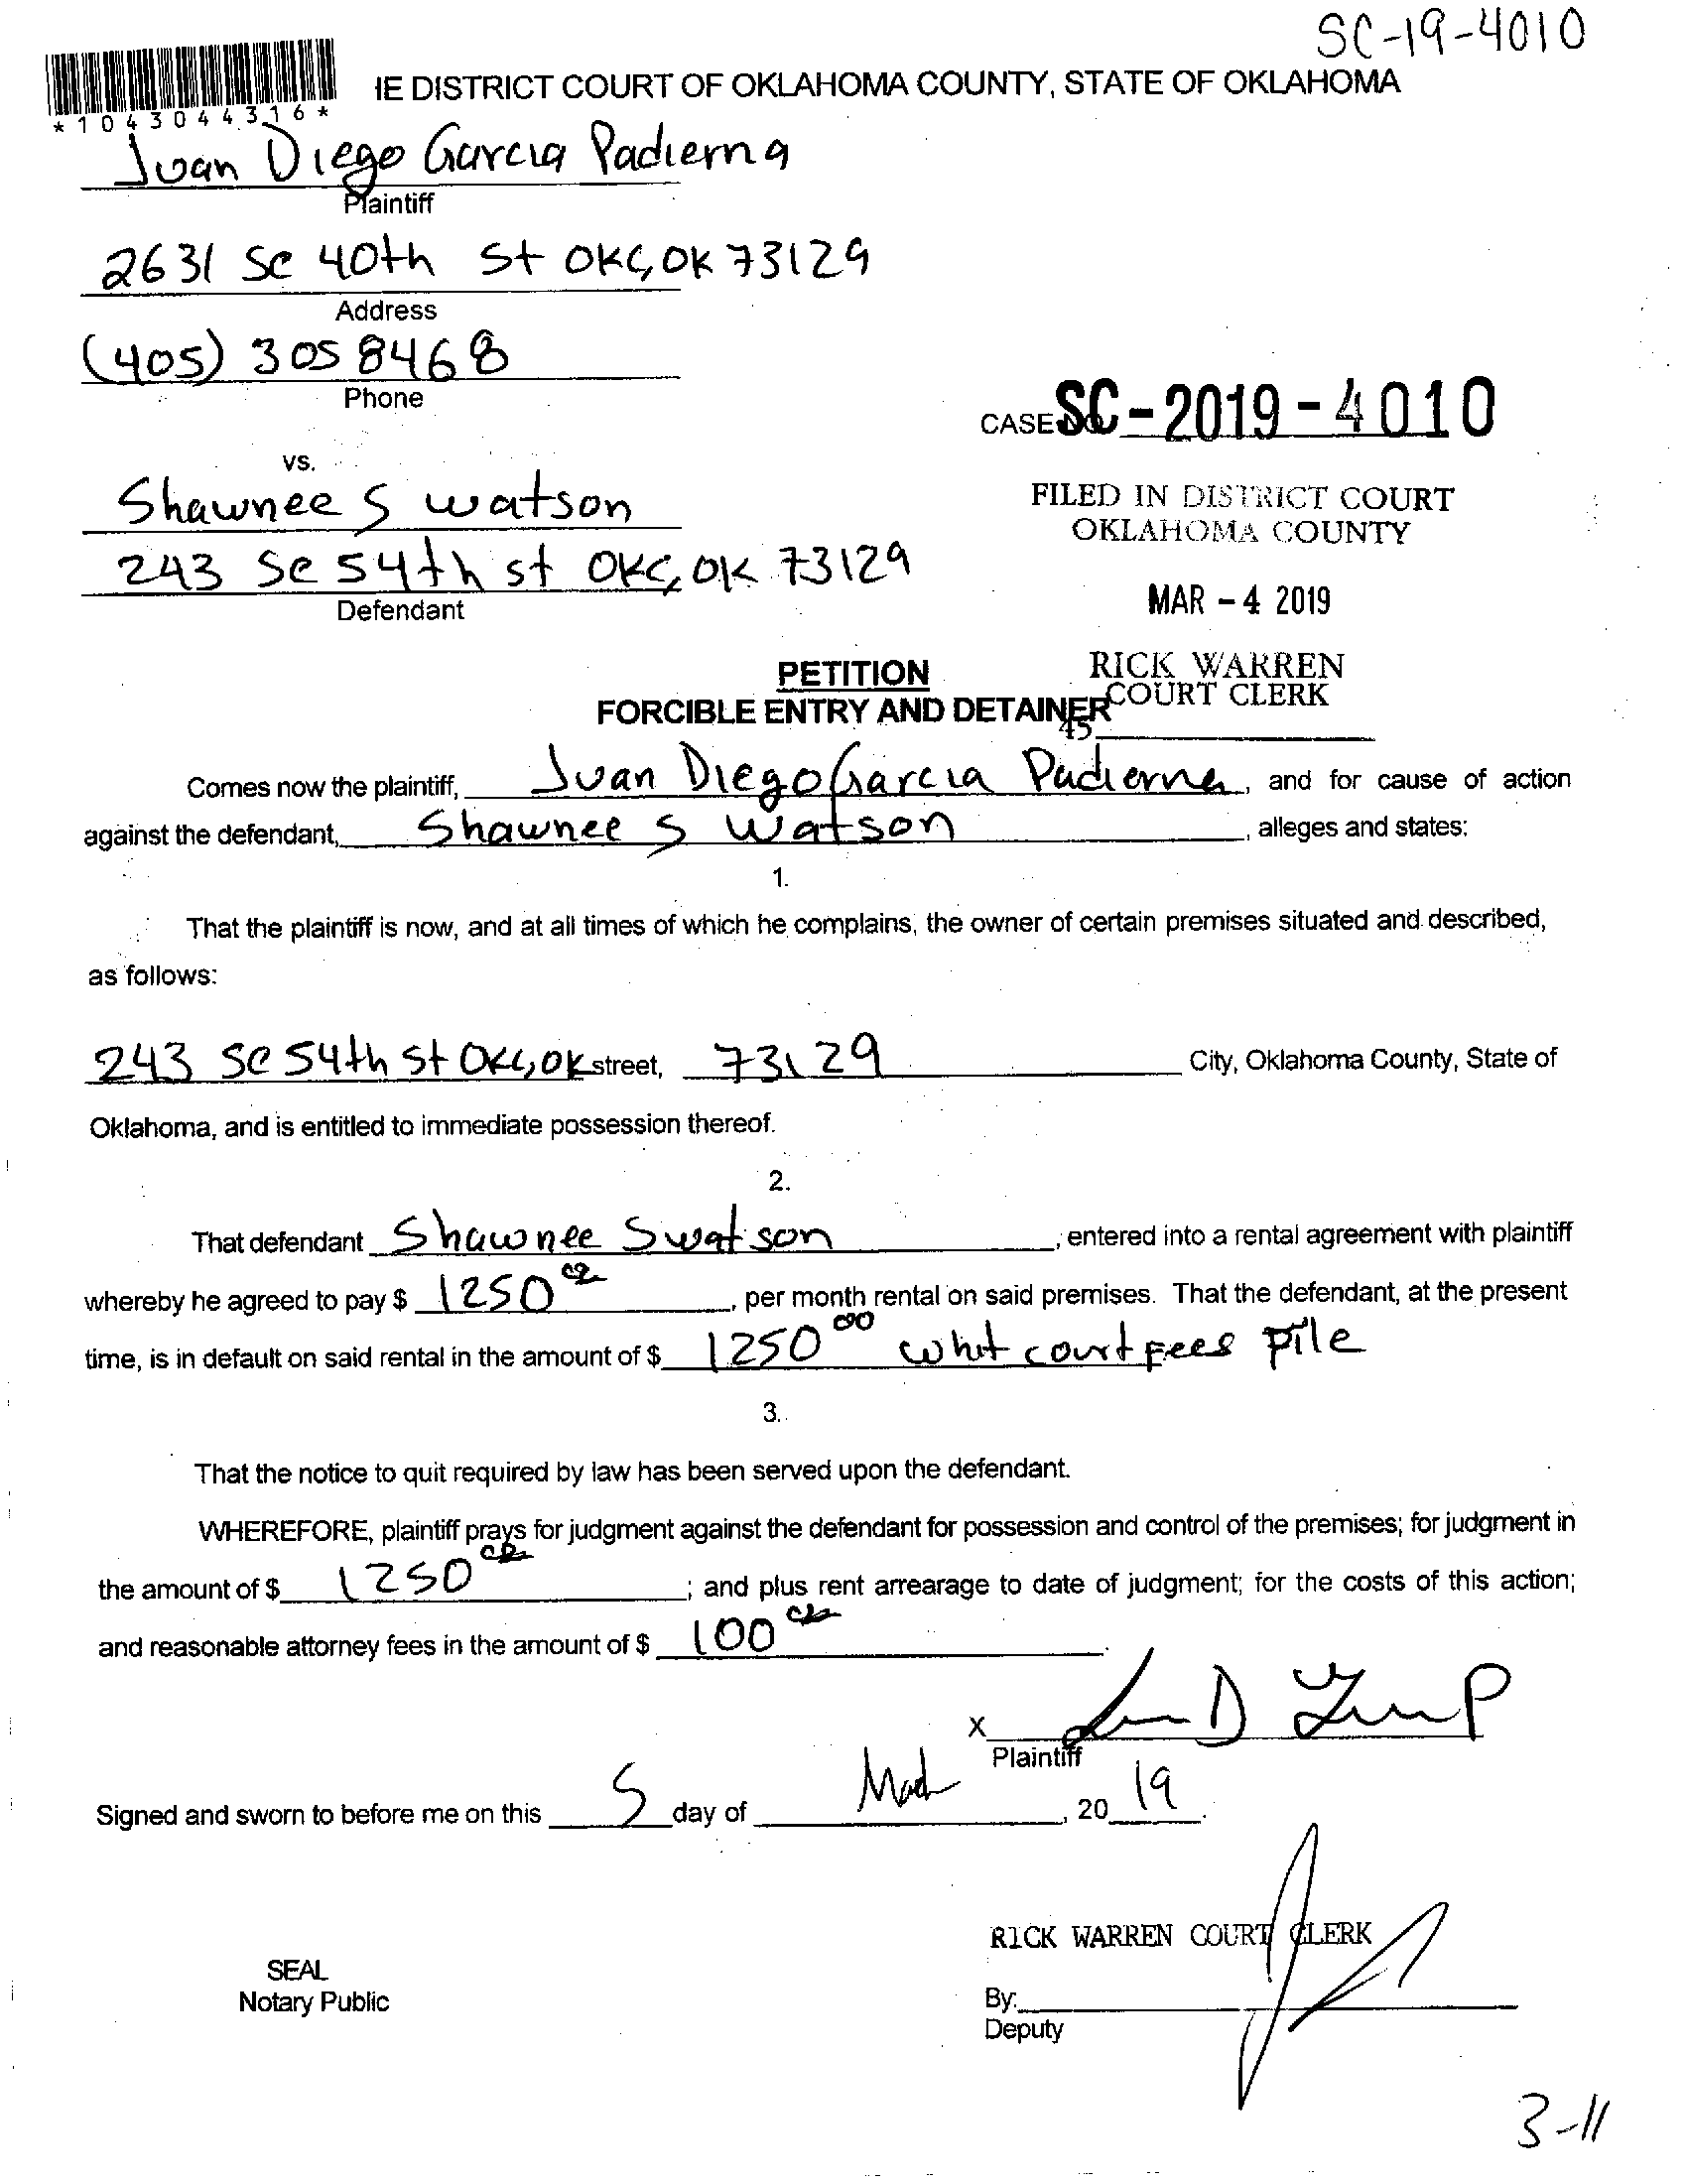 SC-19-4010
IE DISTRICT COURT OF OKLAHOMA COUNTY, STATE OF OKLAHOMA
*1043044316*
Juan Diego Garcia Padierna
Plaintiff
2631 Se 40th St OKC, OK 73129
Address
(405) 305 8468
Phone
CASE NO SC-2019-4010
vs.
Shawnee S watson
243 Se 54th st OKC, OK 73129
Defendant
FILED IN DISTRICT COURT
OKLAHOMA COUNTY
MAR - 4 2019
RICK WARREN
COURT CLERK
45
PETITION
FORCIBLE ENTRY AND DETAINER
Comes now the plaintiff, Juan Diego Garcia Padierna, and for cause of action
against the defendant, Shawnee S Watson, alleges and states:
1.
That the plaintiff is now, and at all times of which he complains, the owner of certain premises situated and described,
as follows:
243 Se 54th St OKC, OK street, 73129 City, Oklahoma County, State of
Oklahoma, and is entitled to immediate possession thereof.
2.
That defendant Shawnee S watson, entered into a rental agreement with plaintiff
whereby he agreed to pay $ 1250 00, per month rental on said premises. That the defendant, at the present
time, is in default on said rental in the amount of $ 1250 00 whit court fees pile
3.
That the notice to quit required by law has been served upon the defendant.
WHEREFORE, plaintiff prays for judgment against the defendant for possession and control of the premises; for judgment in
the amount of $ 1250 00; and plus rent arrearage to date of judgment; for the costs of this action;
and reasonable attorney fees in the amount of $ 100 00.
X
Plaintiff
Signed and sworn to before me on this 5 day of March, 2019.
RICK WARREN COURT CLERK
SEAL
Notary Public
By:
Deputy
3-11